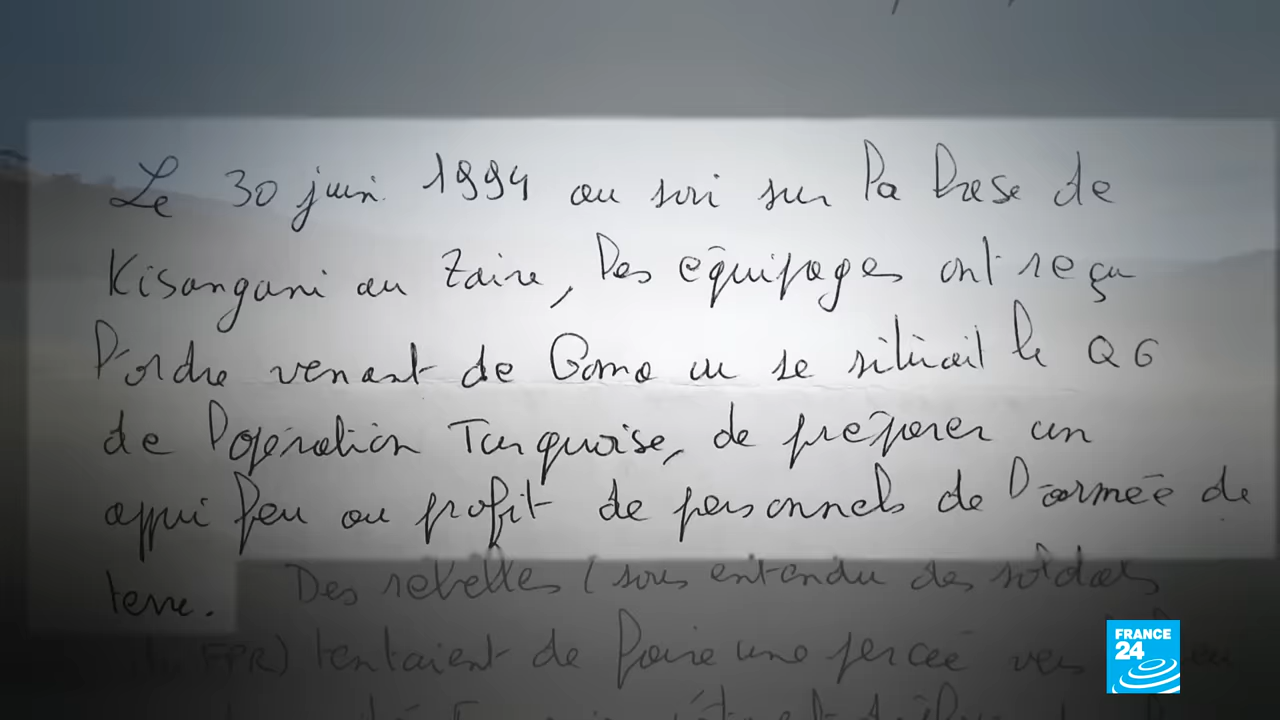 Le 30 juin 1994 au soir sur la base de
Kisangani au Zaire, les équipages ont reçu
l'ordre venant de Goma ou se situait le QG
de l'opération Turquoise, de préparer un
appui feu au profit de personnels de l'armée de
terre. Des rebelles (sous entendu des soldats
FPR) tentaient de faire une percée vers
FRANCE
24